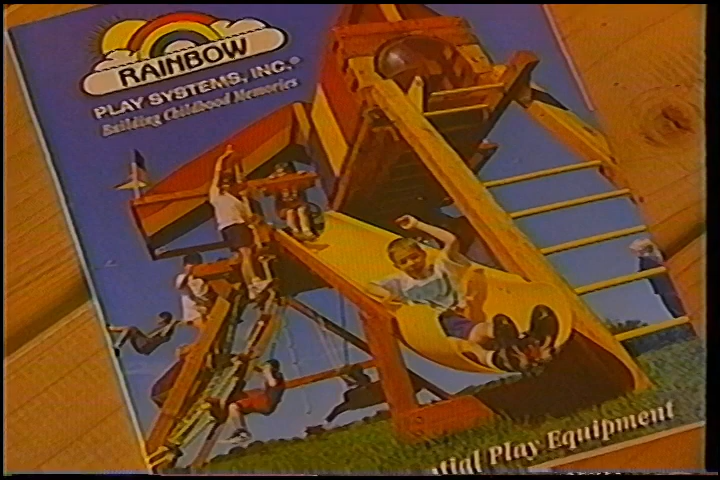 RAINBOW
PLAY SYSTEMS, INC.®
Building Childhood Memories
Play Equipment